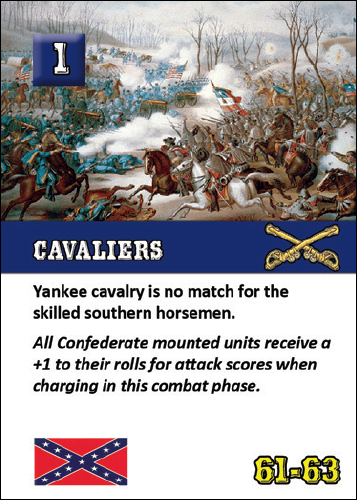 1
CAVALIERS
Yankee cavalry is no match for the
skilled southern horsemen.
All Confederate mounted units receive a
+1 to their rolls for attack scores when
charging in this combat phase.
61-63